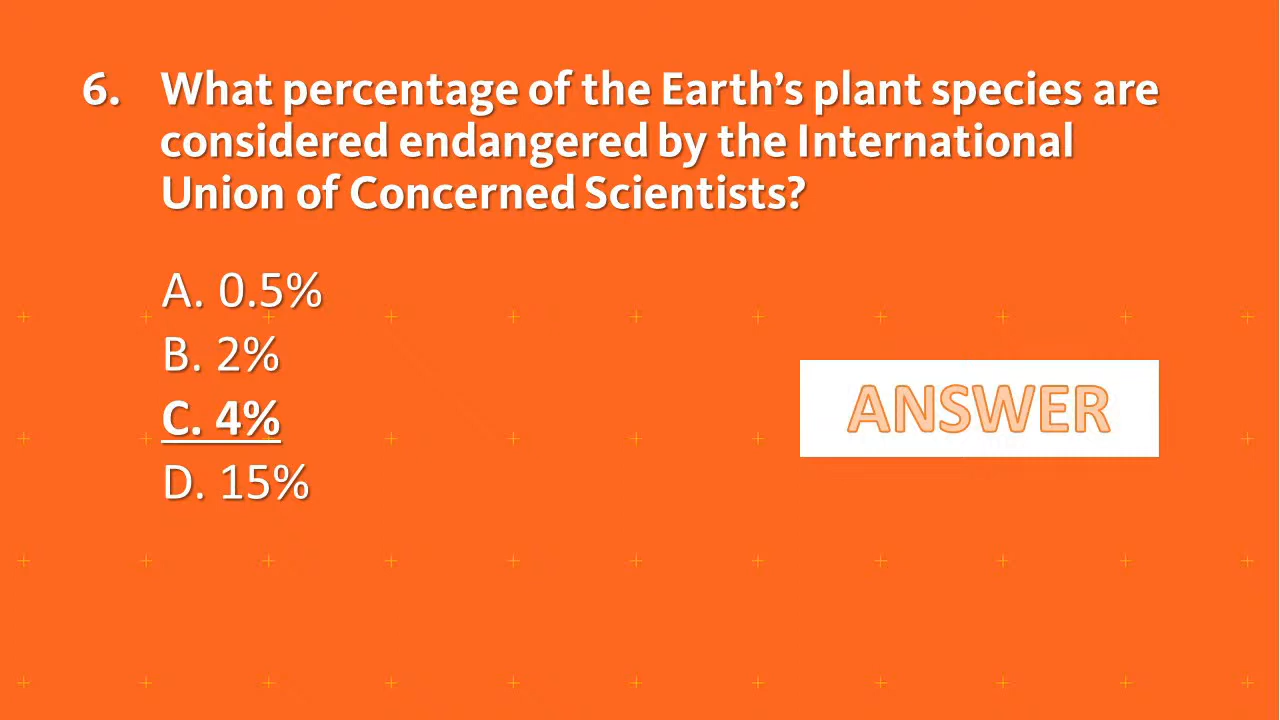 6. What percentage of the Earth’s plant species are
considered endangered by the International
Union of Concerned Scientists?
A. 0.5%
B. 2%
C. 4%
D. 15%
ANSWER